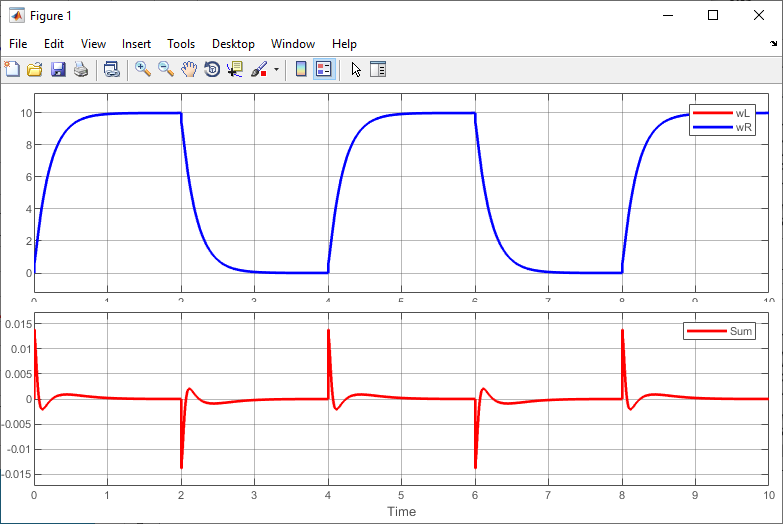 Figure 1
File Edit View Insert Tools Desktop Window Help
10
8
6
4
2
0
wL
wR
0 1 2 3 4 5 6 7 8 9 10
0.015
0.01
0.005
0
-0.005
-0.01
-0.015
Sum
0 1 2 3 4 5 6 7 8 9 10
Time